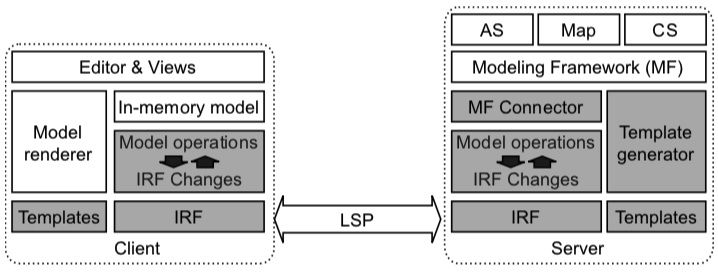 Editor & Views
Model
renderer
In-memory model
Model operations
IRF Changes
Templates
IRF
Client
LSP
AS
Map
CS
Modeling Framework (MF)
MF Connector
Model operations
IRF Changes
Template
generator
IRF
Templates
Server